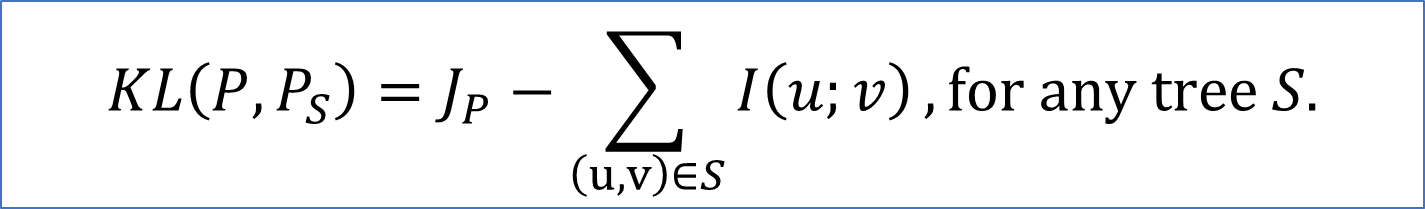 KL(P, P_S) = J_P − ∑_{(u,v)∈S} I(u; v) , for any tree S.